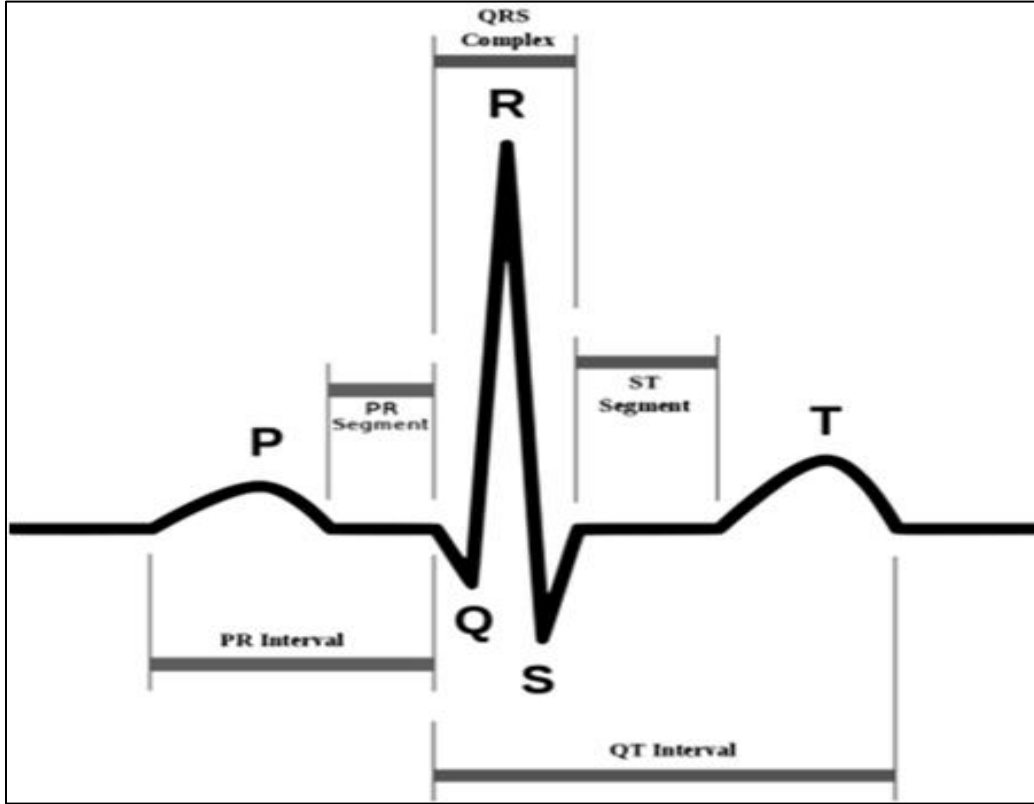 QRS
Complex
R
ST
Segment
PR
Segment
P
T
Q
PR Interval
S
QT Interval